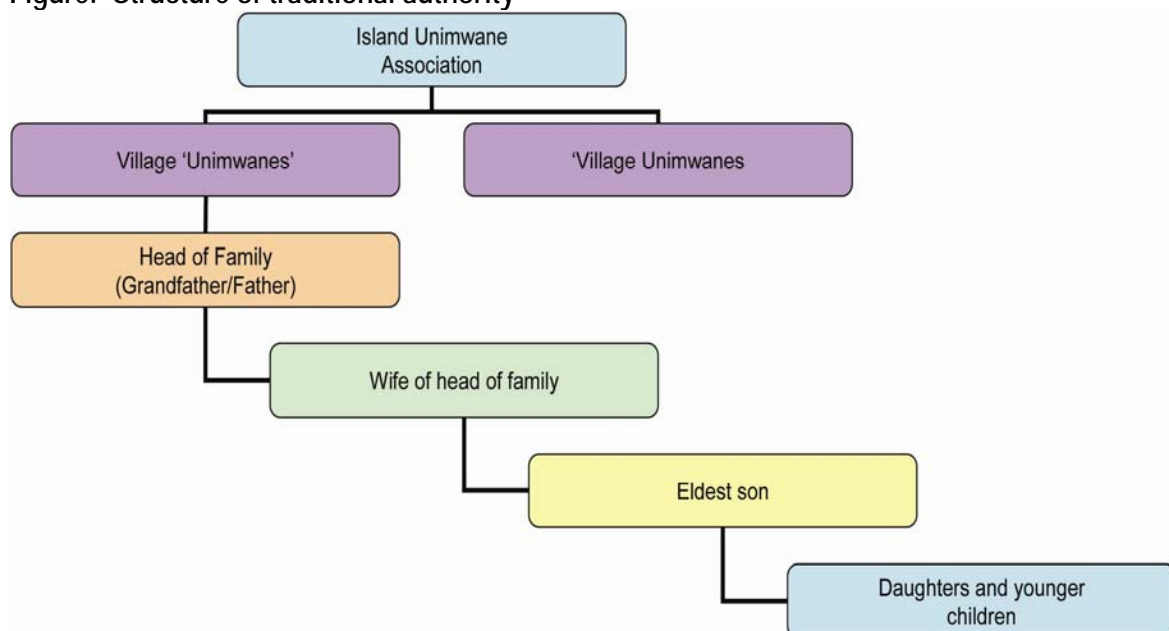 Figure: Structure of traditional authority
Island Unimwane
Association
Village ‘Unimwanes’
‘Village Unimwanes
Head of Family
(Grandfather/Father)
Wife of head of family
Eldest son
Daughters and younger
children